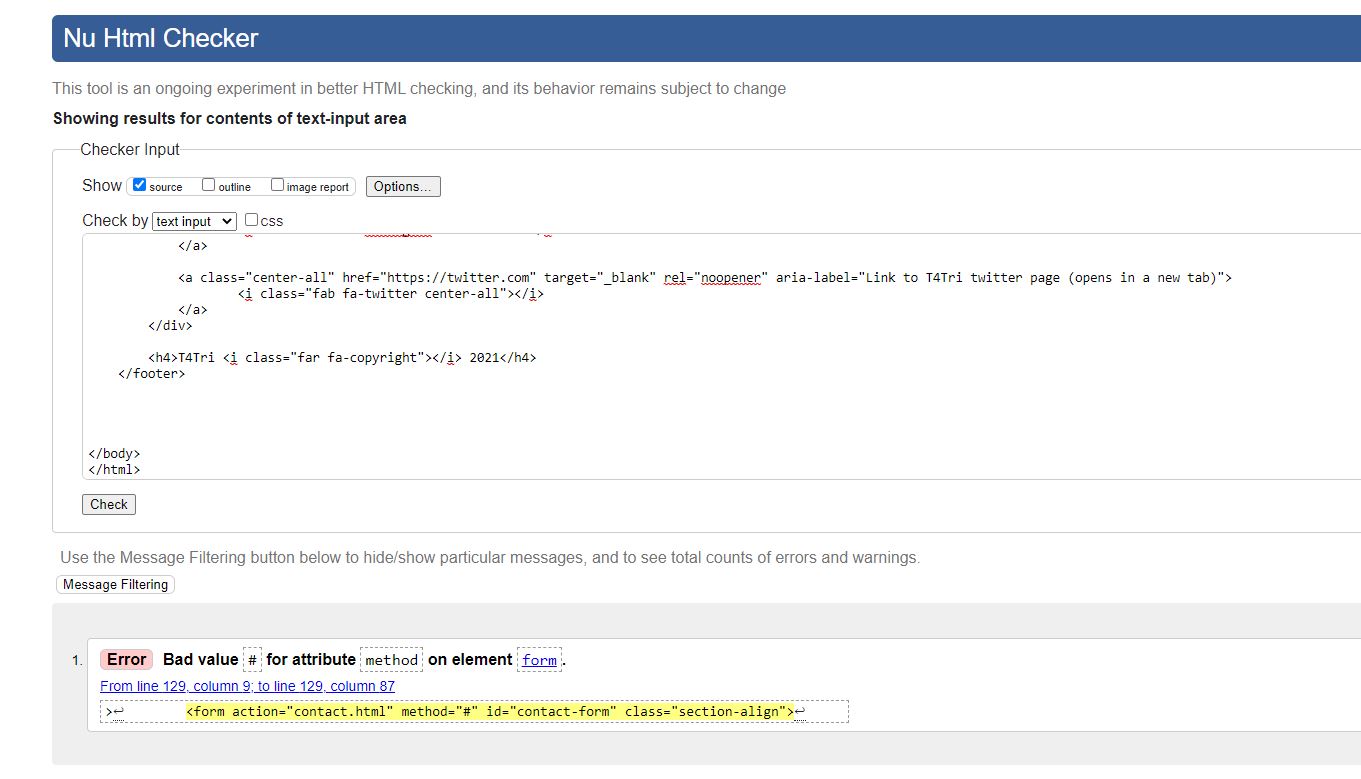 Nu Html Checker
This tool is an ongoing experiment in better HTML checking, and its behavior remains subject to change
Showing results for contents of text-input area
Checker Input
Show source outline image report Options...
Check by text input css
</a>
<a class="center-all" href="https://twitter.com" target="_blank" rel="noopener" aria-label="Link to T4Tri twitter page (opens in a new tab)">
<i class="fab fa-twitter center-all"></i>
</a>
</div>
<h4>T4Tri <i class="far fa-copyright"></i> 2021</h4>
</footer>
</body>
</html>
Check
Use the Message Filtering button below to hide/show particular messages, and to see total counts of errors and warnings.
Message Filtering
1. Error Bad value # for attribute method on element form.
From line 129, column 9; to line 129, column 87
>↩ <form action="contact.html" method="#" id="contact-form" class="section-align">↩